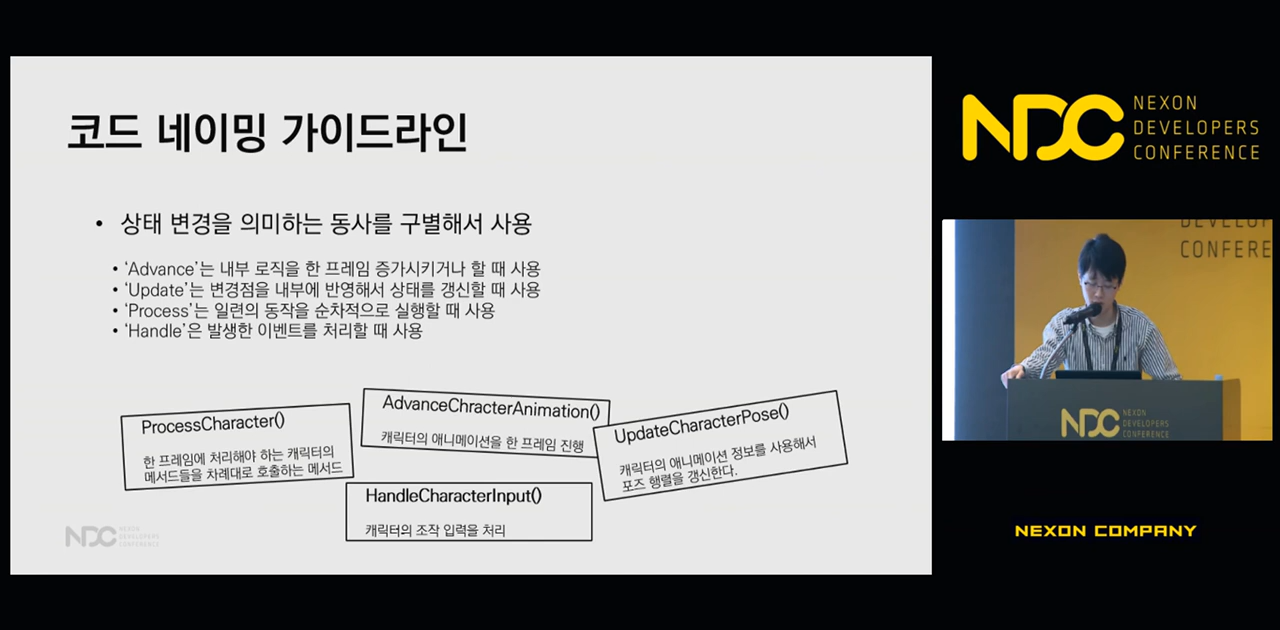 코드 네이밍 가이드라인
• 상태 변경을 의미하는 동사를 구별해서 사용
• ‘Advance’는 내부 로직을 한 프레임 증가시키거나 할 때 사용
• ‘Update’는 변경점을 내부에 반영해서 상태를 갱신할 때 사용
• ‘Process’는 일련의 동작을 순차적으로 실행할 때 사용
• ‘Handle’은 발생한 이벤트를 처리할 때 사용
ProcessCharacter()
한 프레임에 처리해야 하는 캐릭터의
메서드들을 차례대로 호출하는 메서드
AdvanceChracterAnimation()
캐릭터의 애니메이션을 한 프레임 진행
UpdateCharacterPose()
캐릭터의 애니메이션 정보를 사용해서
포즈 행렬을 갱신한다.
HandleCharacterInput()
캐릭터의 조작 입력을 처리
NDC
NEXON
DEVELOPERS
CONFERENCE
NDC
NEXON
DEVELOPERS
CONFERENCE
DEVELOP
CONFERE
NDC
NEXON
DEVELOPERS
CONFERENCE
NEXON COMPANY